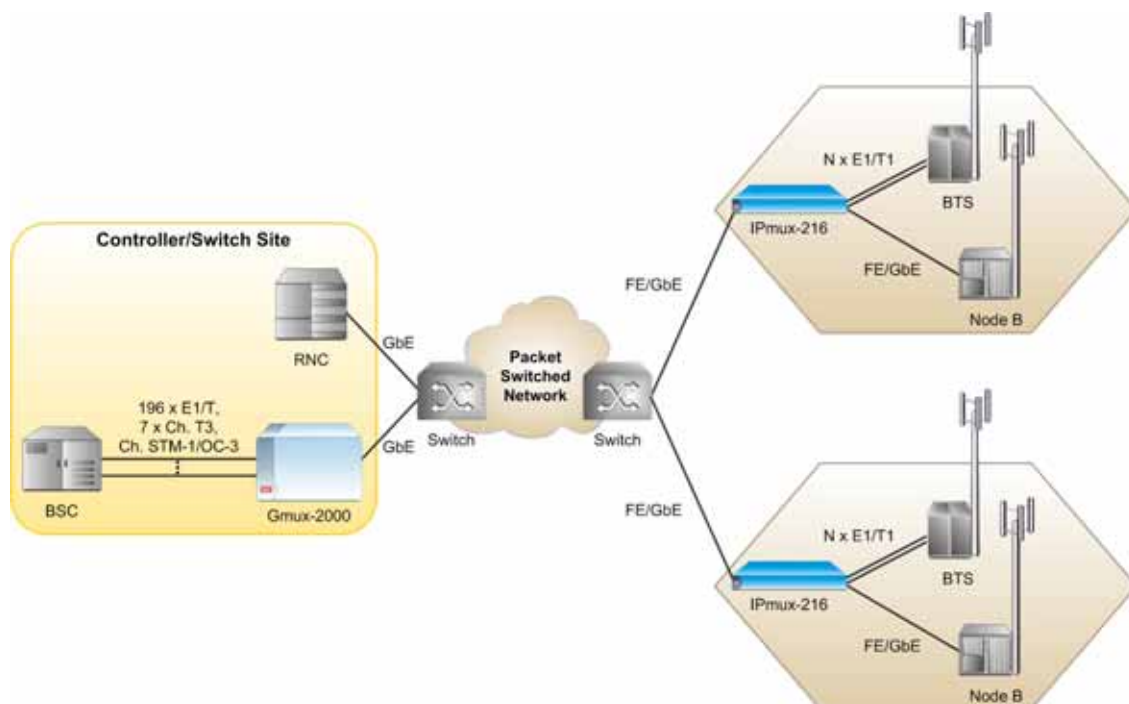 Controller/Switch Site
RNC
GbE
196 x E1/T,
7 x Ch. T3,
Ch. STM-1/OC-3
BSC
Gmux-2000
GbE
Switch
Packet
Switched
Network
Switch
FE/GbE
FE/GbE
IPmux-216
N x E1/T1
BTS
FE/GbE
Node B
IPmux-216
N x E1/T1
BTS
FE/GbE
Node B